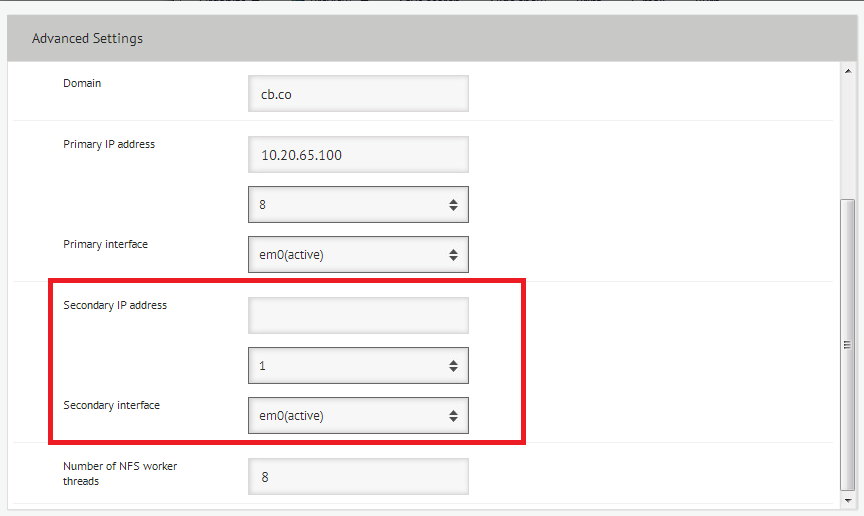 Advanced Settings
Domain
cb.co
Primary IP address
10.20.65.100
8
Primary interface
em0(active)
Secondary IP address
1
Secondary interface
em0(active)
Number of NFS worker
threads
8